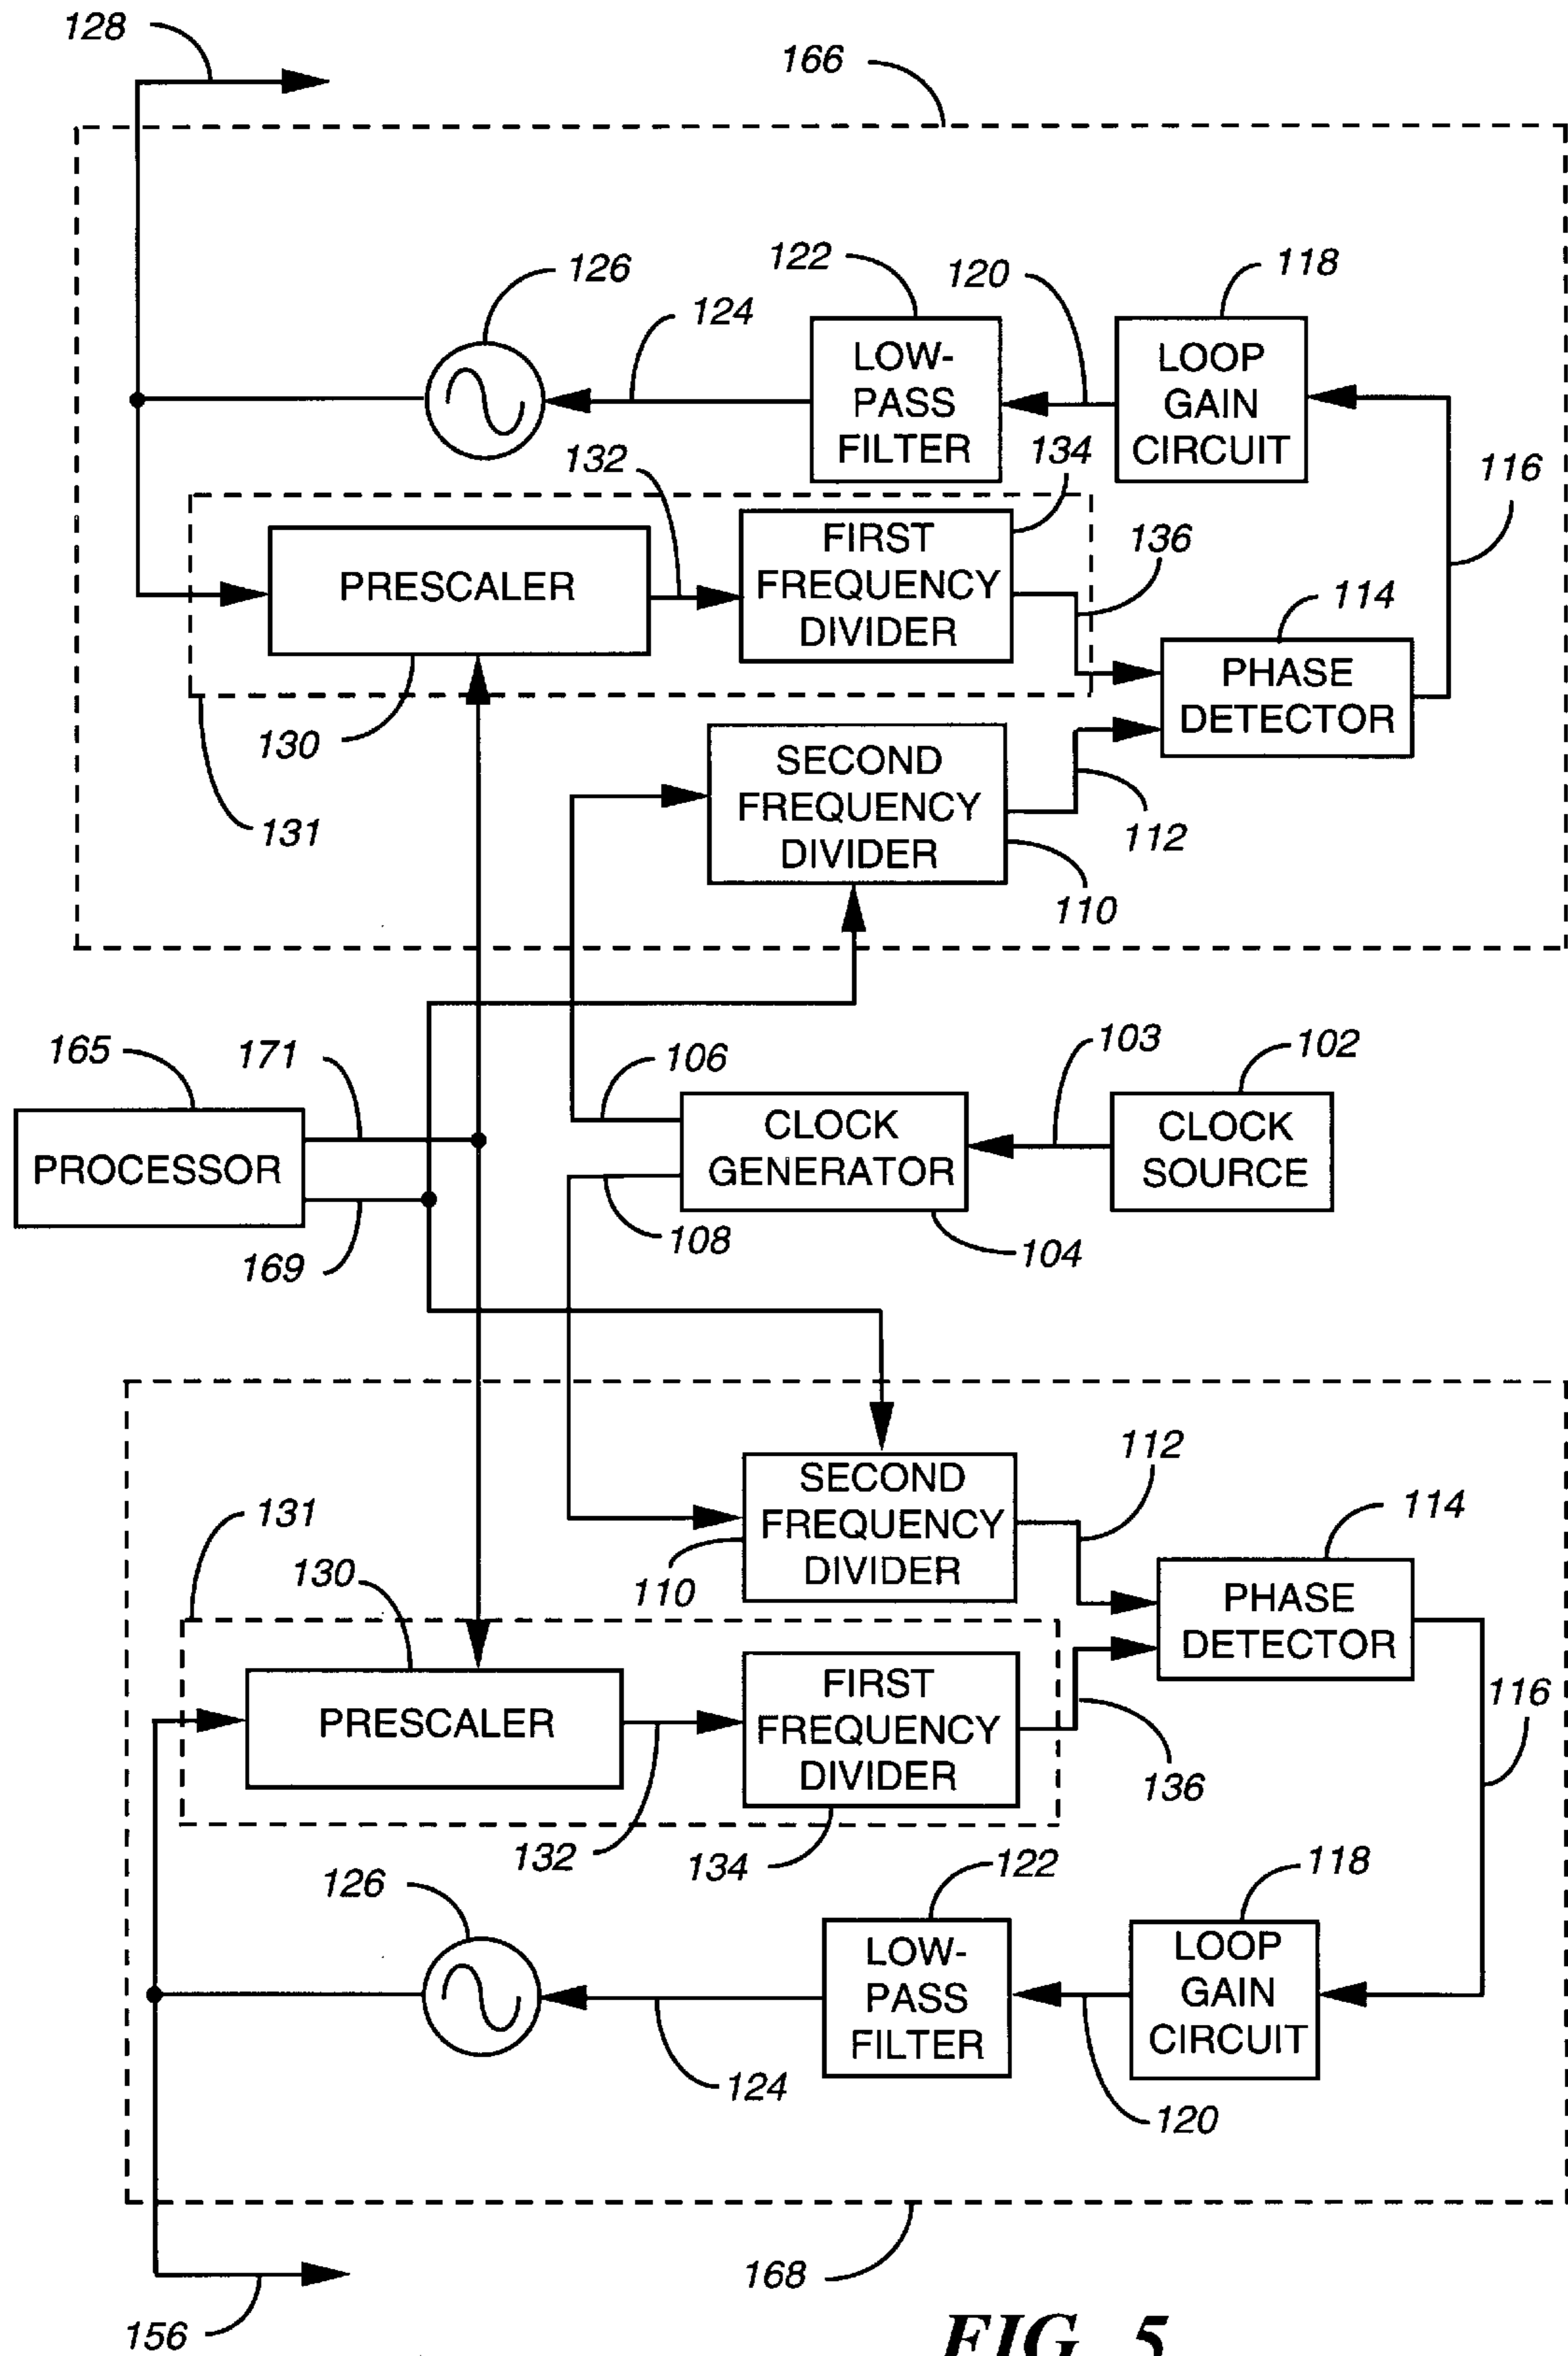 128
166
126
122
120
118
124
LOW-
PASS
FILTER
LOOP
GAIN
CIRCUIT
132
134
116
PRESCALER
FIRST
FREQUENCY
DIVIDER
136
114
PHASE
DETECTOR
130
131
SECOND
FREQUENCY
DIVIDER
112
110
165
171
106
103
102
PROCESSOR
CLOCK
GENERATOR
CLOCK
SOURCE
169
108
104
112
SECOND
FREQUENCY
DIVIDER
131
114
130
110
PHASE
DETECTOR
PRESCALER
FIRST
FREQUENCY
DIVIDER
116
136
132
134
122
118
126
LOW-
PASS
FILTER
LOOP
GAIN
CIRCUIT
124
120
168
156
FIG. 5